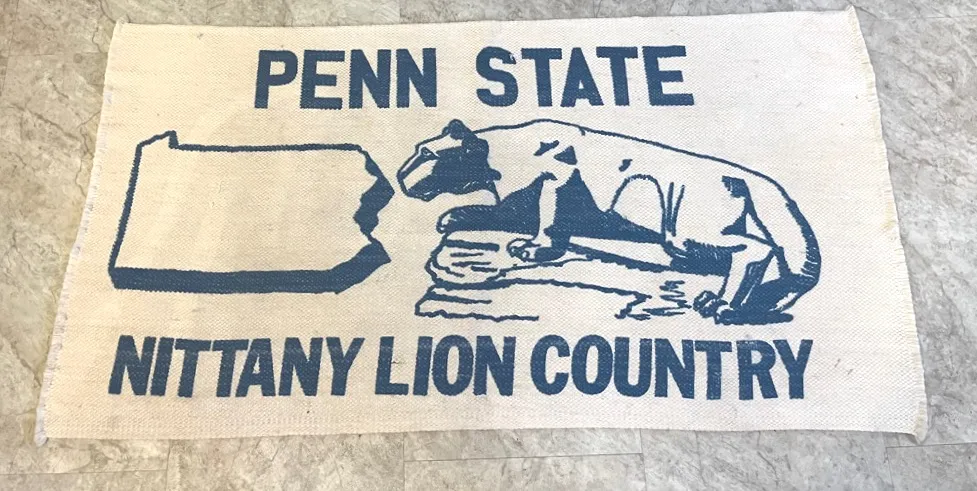 PENN STATE
NITTANY LION COUNTRY